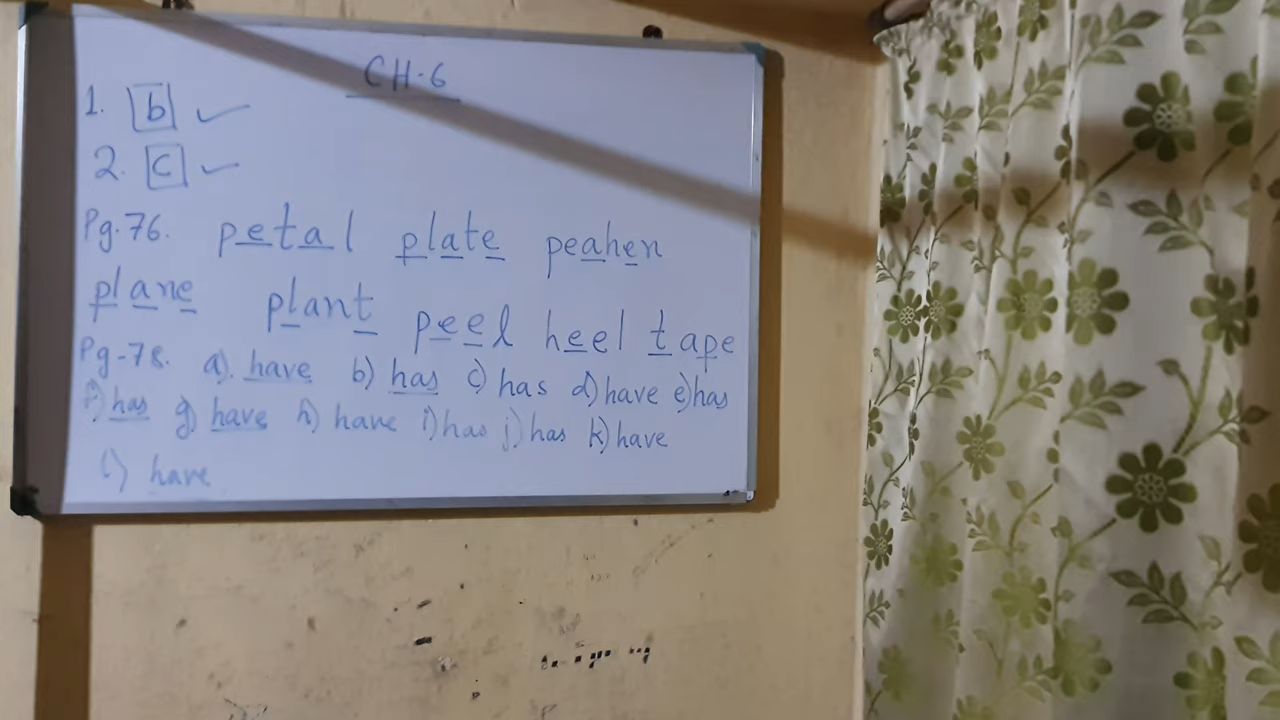 CH-6
1. b ✓
2. c ✓
Pg.76. petal plate peahen
plane plant peel heel tape
Pg-78. a). have b) has c) has d) have e) has
f) has g) have h) have i) has j) has k) have
l) have